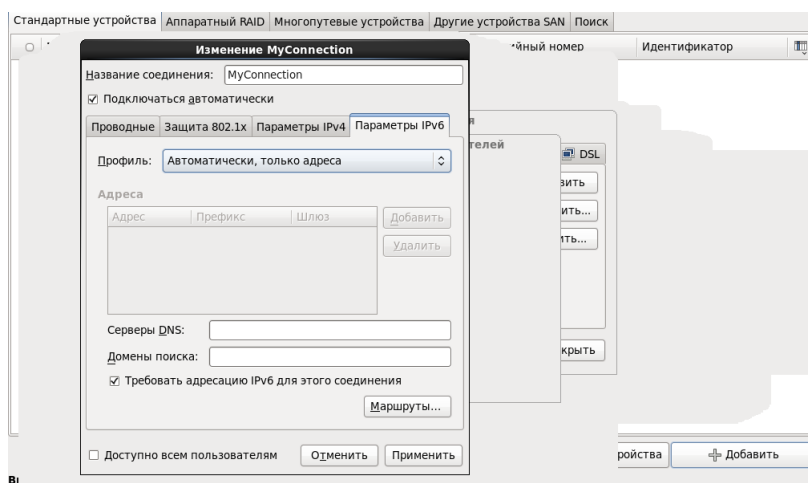 Стандартные устройства Аппаратный RAID Многопутевые устройства Другие устройства SAN Поиск
номер Идентификатор
Изменение MyConnection
Название соединения: MyConnection
Подключаться автоматически
Проводные Защита 802.1x Параметры IPv4 Параметры IPv6
Профиль: Автоматически, только адреса
DSL
Адреса
Адрес Префикс Шлюз Добавить
Удалить
Серверы DNS:
Домены поиска:
Требовать адресацию IPv6 для этого соединения
Маршруты...
Доступно всем пользователям Отменить Применить
Добавить